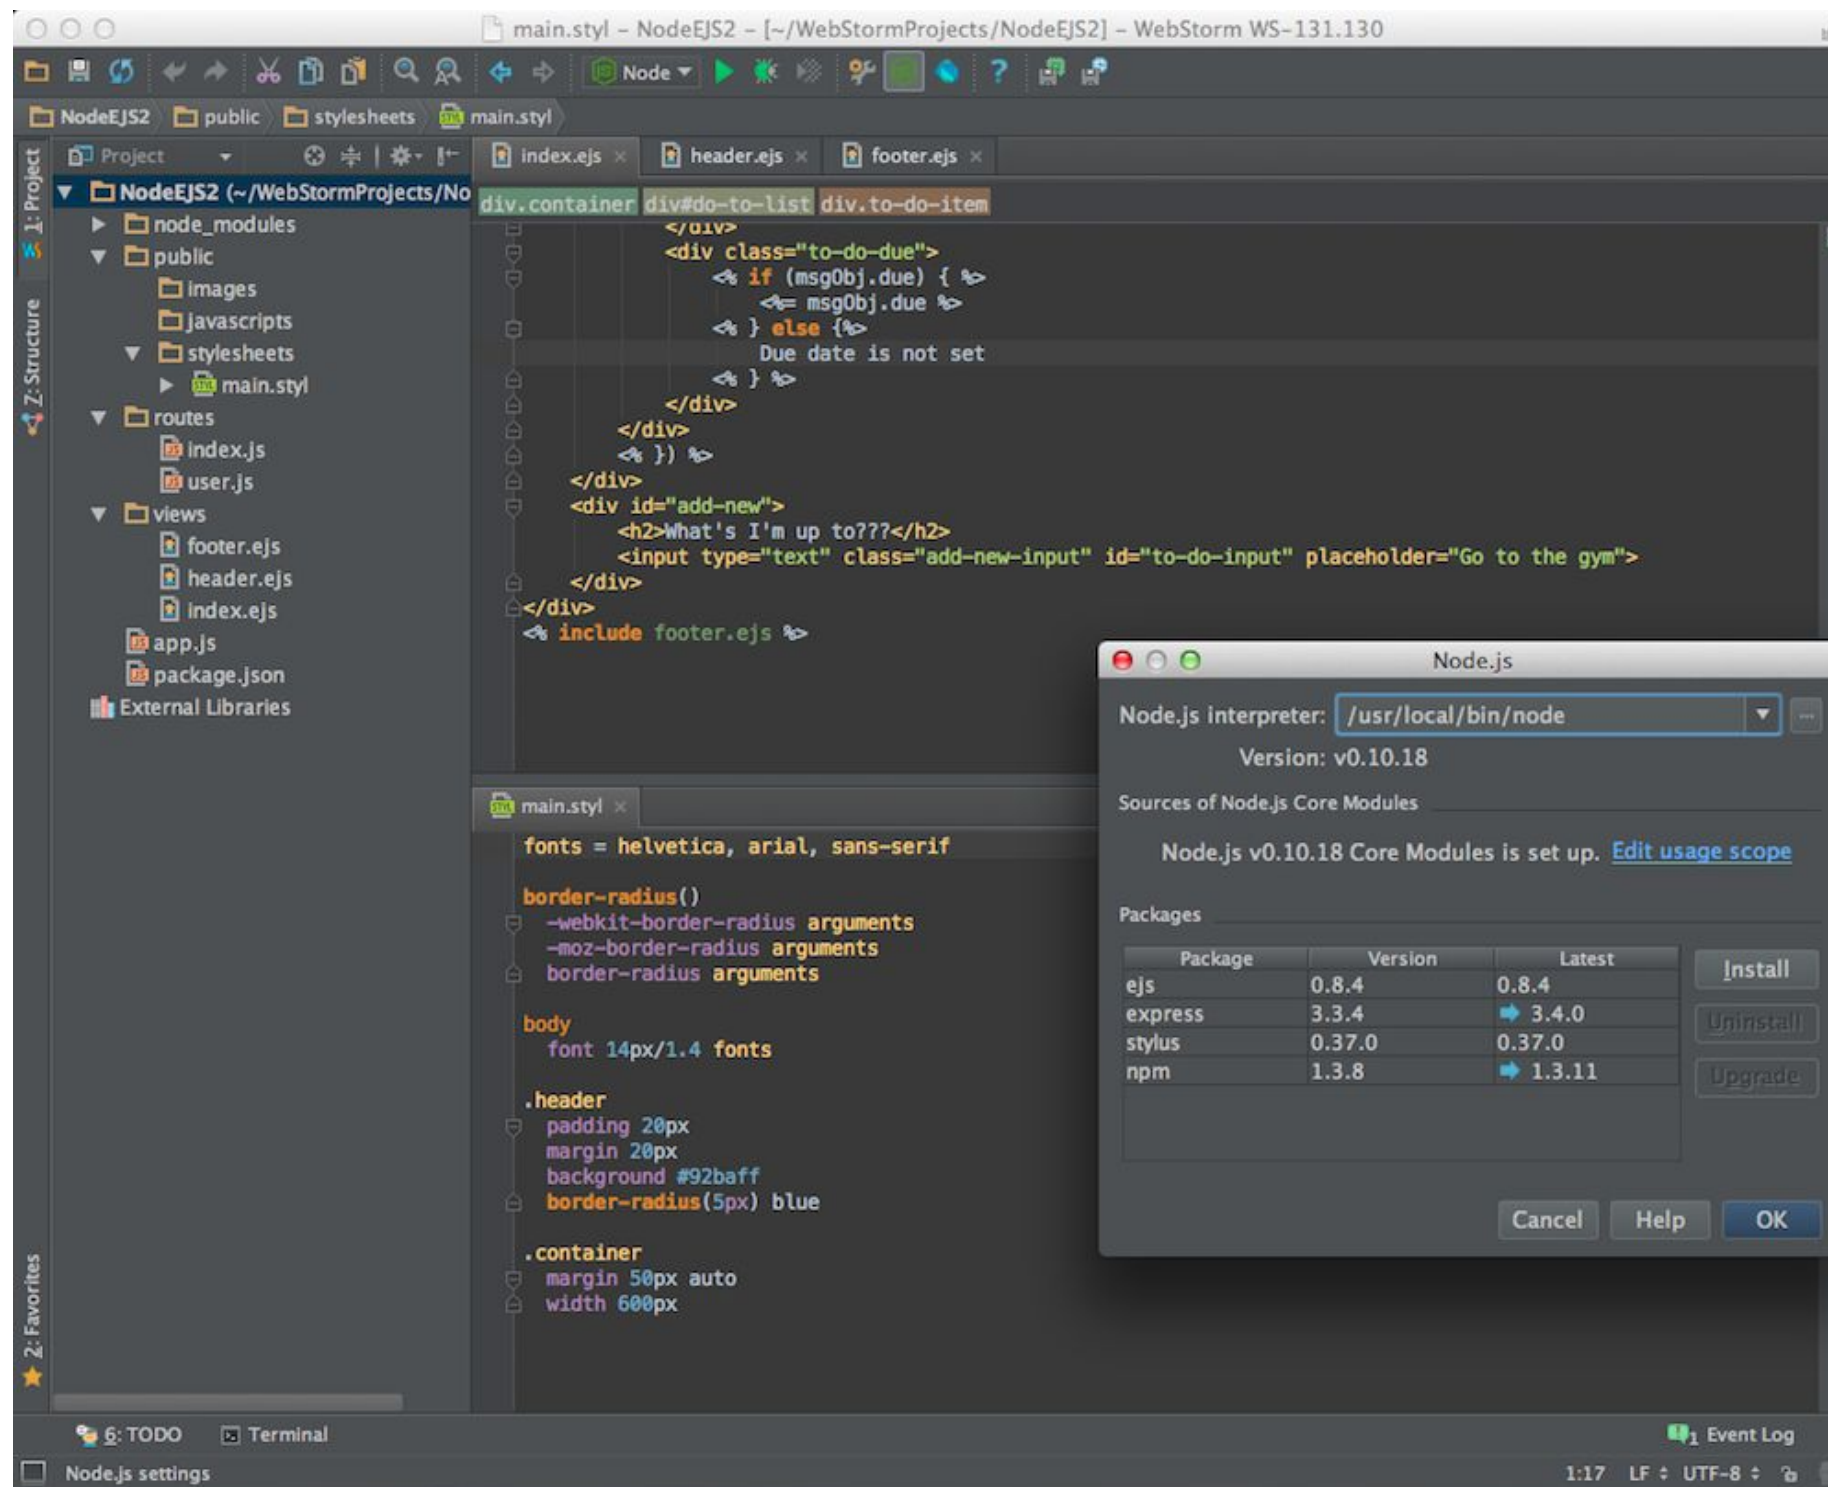 main.styl – NodeEJS2 – [~/WebStormProjects/NodeEJS2] – WebStorm WS-131.130
Node
?
NodeEJS2 public stylesheets main.styl
1: Project
Z: Structure
2: Favorites
Project
NodeEJS2 (~/WebStormProjects/No
node_modules
public
images
javascripts
stylesheets
main.styl
routes
index.js
user.js
views
footer.ejs
header.ejs
index.ejs
app.js
package.json
External Libraries
index.ejs header.ejs footer.ejs
div.container div#do-to-list div.to-do-item
</div>
<div class="to-do-due">
<% if (msgObj.due) { %>
<%= msgObj.due %>
<% } else {%>
Due date is not set
<% } %>
</div>
</div>
<% }) %>
</div>
<div id="add-new">
<h2>What's I'm up to???</h2>
<input type="text" class="add-new-input" id="to-do-input" placeholder="Go to the gym">
</div>
</div>
<% include footer.ejs %>
main.styl
fonts = helvetica, arial, sans-serif
border-radius()
-webkit-border-radius arguments
-moz-border-radius arguments
border-radius arguments
body
font 14px/1.4 fonts
.header
padding 20px
margin 20px
background #92baff
border-radius(5px) blue
.container
margin 50px auto
width 600px
Node.js
Node.js interpreter: /usr/local/bin/node ...
Version: v0.10.18
Sources of Node.js Core Modules
Node.js v0.10.18 Core Modules is set up. Edit usage scope
Packages
Package Version Latest
ejs 0.8.4 0.8.4
express 3.3.4 3.4.0
stylus 0.37.0 0.37.0
npm 1.3.8 1.3.11
Install
Uninstall
Upgrade
Cancel Help OK
6: TODO Terminal 1 Event Log
Node.js settings 1:17 LF UTF-8